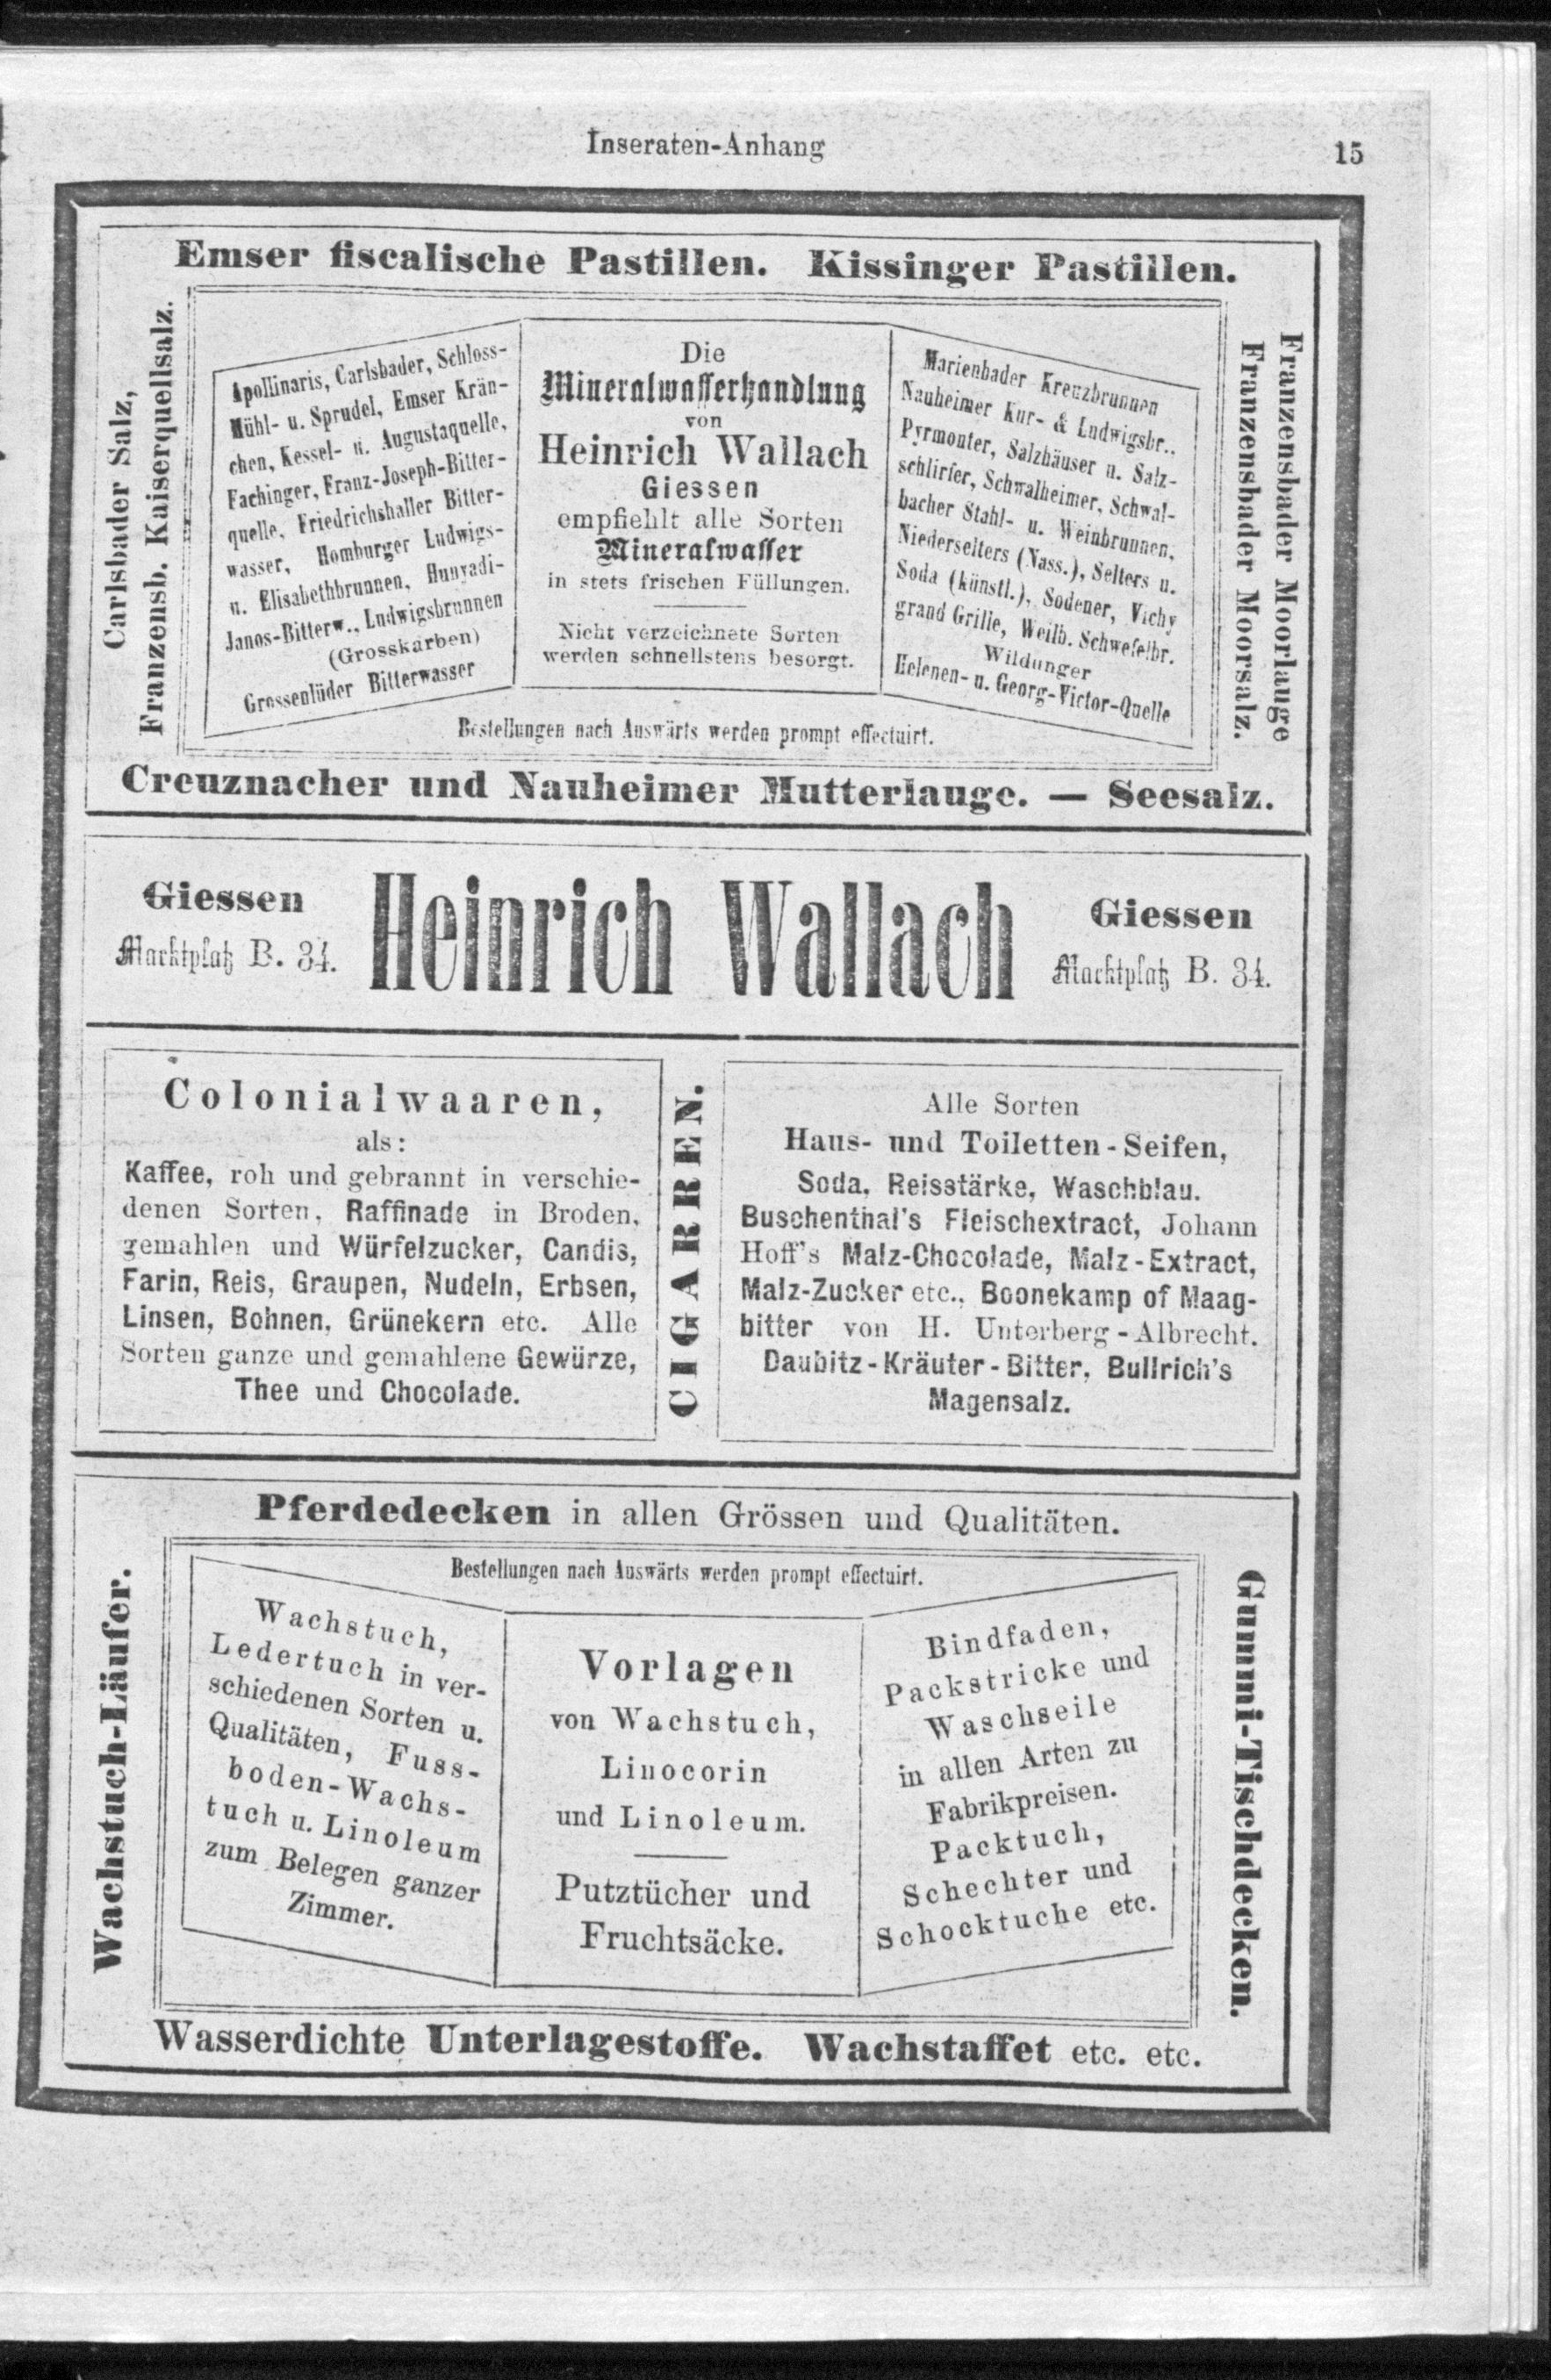 Inseraten-Anhang
15
Emser fiscalische Pastillen. Kissinger Pastillen.
Carlsbader Salz,
Franzensb. Kaiserquellsalz.
Apollinaris, Carlsbader, Schloss-
Mühl- u. Sprudel, Emser Krän-
chen, Kessel- u. Augustaquelle,
Fachinger, Franz-Joseph-Bitter-
quelle, Friedrichshaller Bitter-
wasser, Homburger Ludwigs-
u. Elisabethbrunnen, Hunyadi-
Janos-Bitterw., Ludwigsbrunnen
(Grosskarben)
Grossenlüder Bitterwasser
Die
Mineralwasserhandlung
von
Heinrich Wallach
Giessen
empfiehlt alle Sorten
Mineralwasser
in stets frischen Füllungen.
Nicht verzeichnete Sorten
werden schnellstens besorgt.
Marienbader Kreuzbrunnen
Nauheimer Kur- & Ludwigsbr.,
Pyrmonter, Salzhäuser u. Salz-
schlirfer, Schwalheimer, Schwal-
bacher Stahl- u. Weinbrunnen,
Niederselters (Nass.), Selters u.
Soda (künstl.), Sodener, Vichy
grand Grille, Weilb. Schwefelbr.
Wildunger
Helenen- u. Georg-Victor-Quelle
Bestellungen nach Auswärts werden prompt effectuirt.
Franzensbader Moorlauge
Franzensbader Moorsalz.
Creuznacher und Nauheimer Mutterlauge. — Seesalz.
Giessen
Marktplatz B. 34.
Heinrich Wallach
Giessen
Marktplatz B. 34.
Colonialwaaren,
als:
Kaffee, roh und gebrannt in verschie-
denen Sorten, Raffinade in Broden,
gemahlen und Würfelzucker, Candis,
Farin, Reis, Graupen, Nudeln, Erbsen,
Linsen, Bohnen, Grünekern etc. Alle
Sorten ganze und gemahlene Gewürze,
Thee und Chocolade.
CIGARREN.
Alle Sorten
Haus- und Toiletten-Seifen,
Soda, Reisstärke, Waschblau.
Buschenthal's Fleischextract, Johann
Hoff's Malz-Chocolade, Malz-Extract,
Malz-Zucker etc., Boonekamp of Maag-
bitter von H. Unterberg-Albrecht.
Daubitz-Kräuter-Bitter, Bullrich's
Magensalz.
Pferdedecken in allen Grössen und Qualitäten.
Wachstuch-Läufer.
Bestellungen nach Auswärts werden prompt effectuirt.
Wachstuch,
Ledertuch in ver-
schiedenen Sorten u.
Qualitäten, Fuss-
boden-Wachs-
tuch u. Linoleum
zum Belegen ganzer
Zimmer.
Vorlagen
von Wachstuch,
Linocorin
und Linoleum.
Putztücher und
Fruchtsäcke.
Bindfaden,
Packstricke und
Waschseile
in allen Arten zu
Fabrikpreisen.
Packtuch,
Schechter und
Schocktuche etc.
Gummi-Tischdecken.
Wasserdichte Unterlagestoffe. Wachstaffet etc. etc.